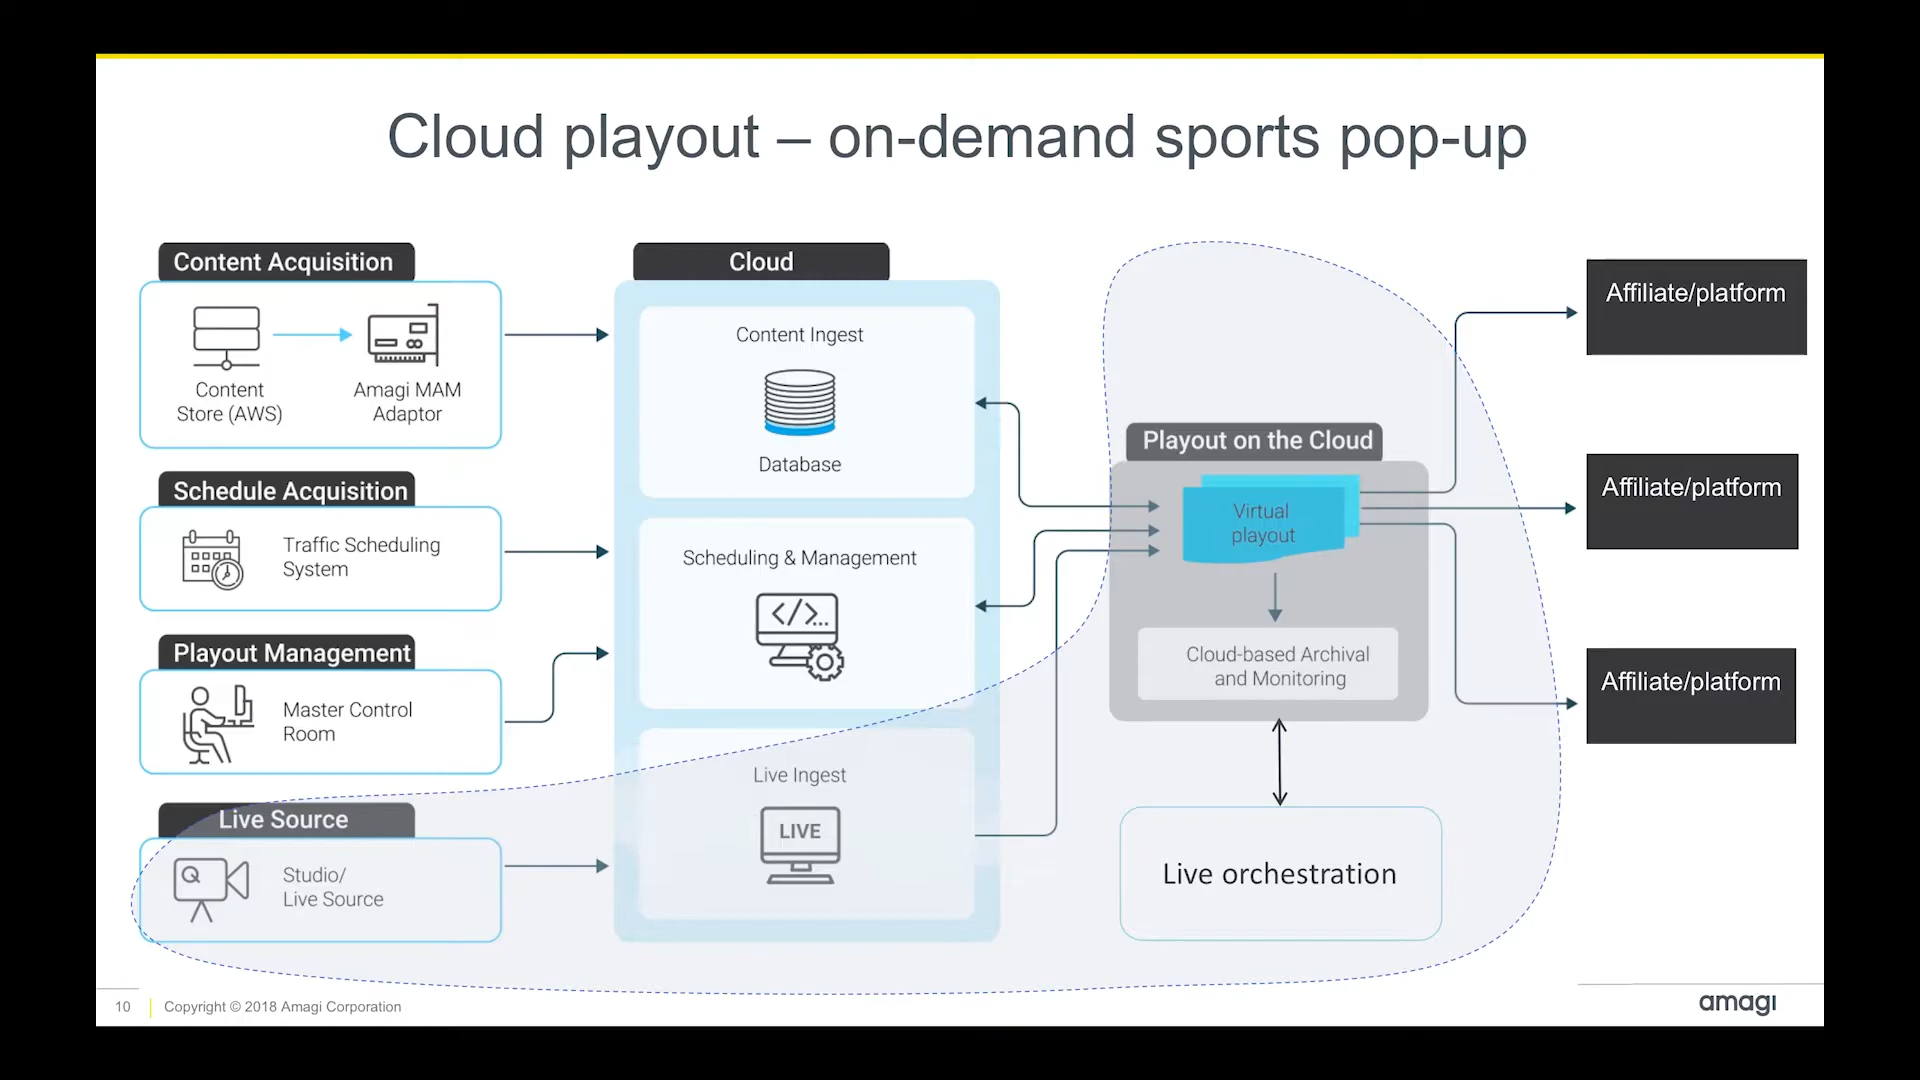 Cloud playout – on-demand sports pop-up
Content Acquisition
Content
Store (AWS)
Amagi MAM
Adaptor
Schedule Acquisition
Traffic Scheduling
System
Playout Management
Master Control
Room
Live Source
Studio/
Live Source
Cloud
Content Ingest
Database
Scheduling & Management
</>...
Live Ingest
LIVE
Playout on the Cloud
Virtual
playout
Cloud-based Archival
and Monitoring
Live orchestration
Affiliate/platform
Affiliate/platform
Affiliate/platform
10
Copyright © 2018 Amagi Corporation
amagi